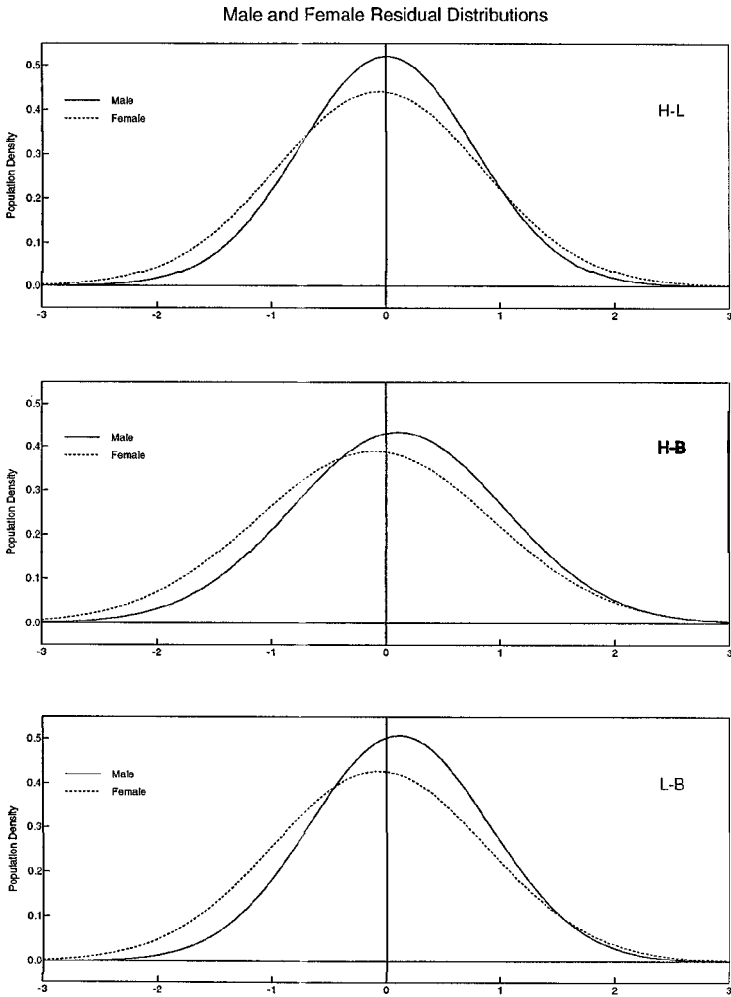 Male and Female Residual Distributions
0.5
0.4
0.3
0.2
0.1
0.0
Population Density
Male
Female
H-L
-3 -2 -1 0 1 2 3
0.5
0.4
0.3
0.2
0.1
0.0
Population Density
Male
Female
H-B
-3 -2 -1 0 1 2 3
0.5
0.4
0.3
0.2
0.1
0.0
Population Density
Male
Female
L-B
-3 -2 -1 0 1 2 3